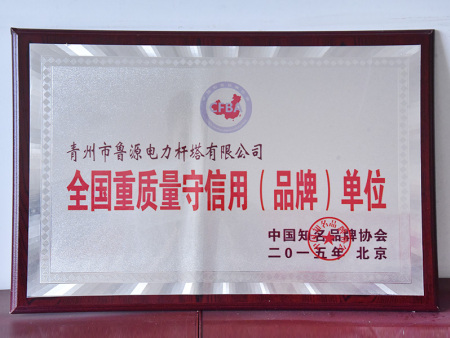 FBA
青州市鲁源电力杆塔有限公司
全国重质量守信用（品牌）单位
中国知名品牌协会
二〇一五年 北京